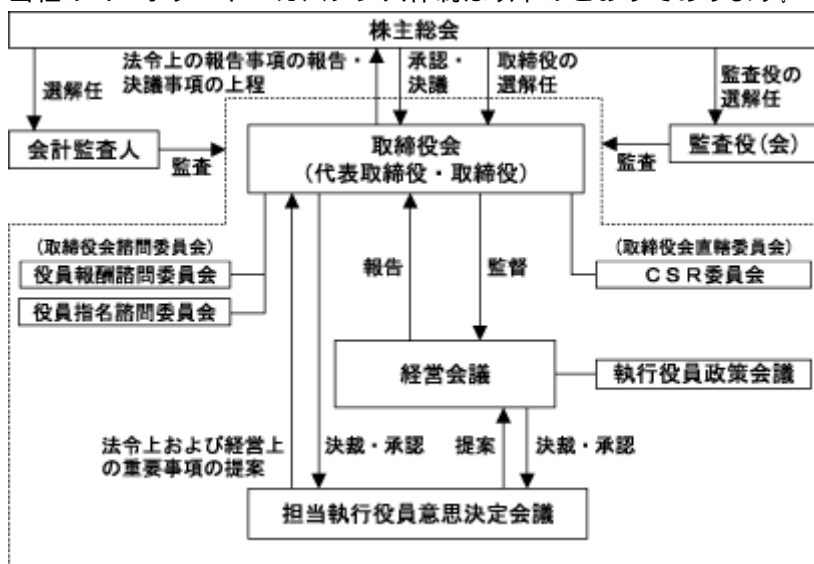 株主総会
法令上の報告事項の報告・
決議事項の上程
承認・
決議
取締役の
選解任
監査役の
選解任
選解任
会計監査人
監査
取締役会
(代表取締役・取締役)
監査
監査役(会)
(取締役会諮問委員会)
役員報酬諮問委員会
役員指名諮問委員会
報告
監督
(取締役会直轄委員会)
CSR委員会
経営会議
執行役員政策会議
法令上および経営上
の重要事項の提案
決裁・承認
提案
決裁・承認
担当執行役員意思決定会議